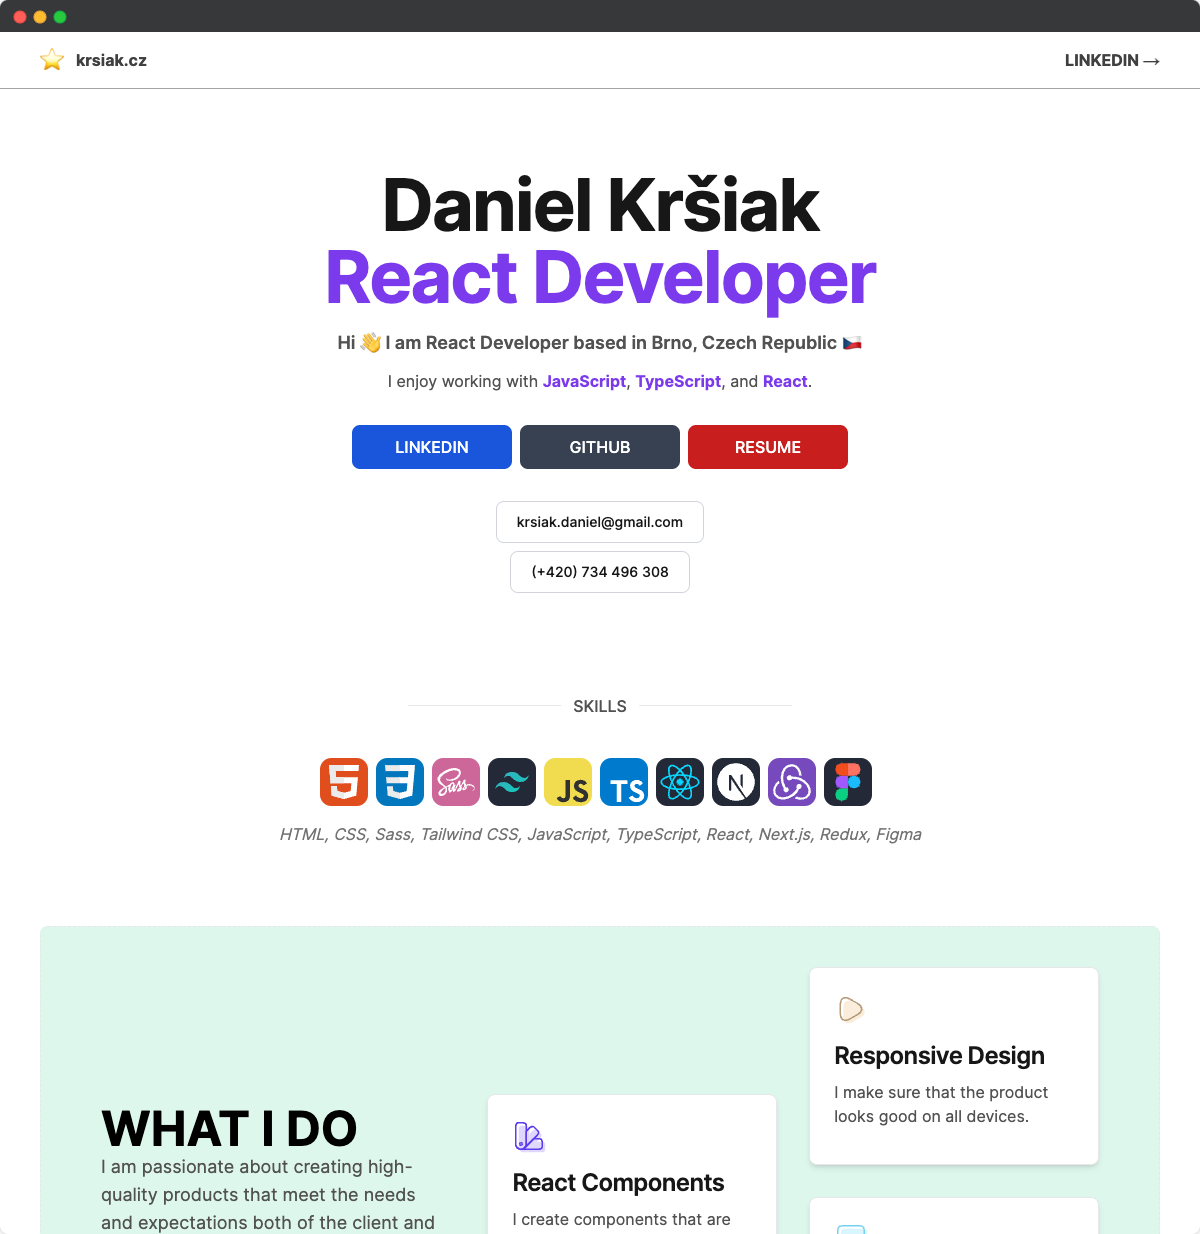 krsiak.cz
LINKEDIN →
Daniel Kršiak
React Developer
Hi 👋 I am React Developer based in Brno, Czech Republic 🇨🇿
I enjoy working with JavaScript, TypeScript, and React.
LINKEDIN
GITHUB
RESUME
krsiak.daniel@gmail.com
(+420) 734 496 308
SKILLS
Sass
JS
TS
N
HTML, CSS, Sass, Tailwind CSS, JavaScript, TypeScript, React, Next.js, Redux, Figma
WHAT I DO
I am passionate about creating high-
quality products that meet the needs
and expectations both of the client and
React Components
I create components that are
Responsive Design
I make sure that the product
looks good on all devices.